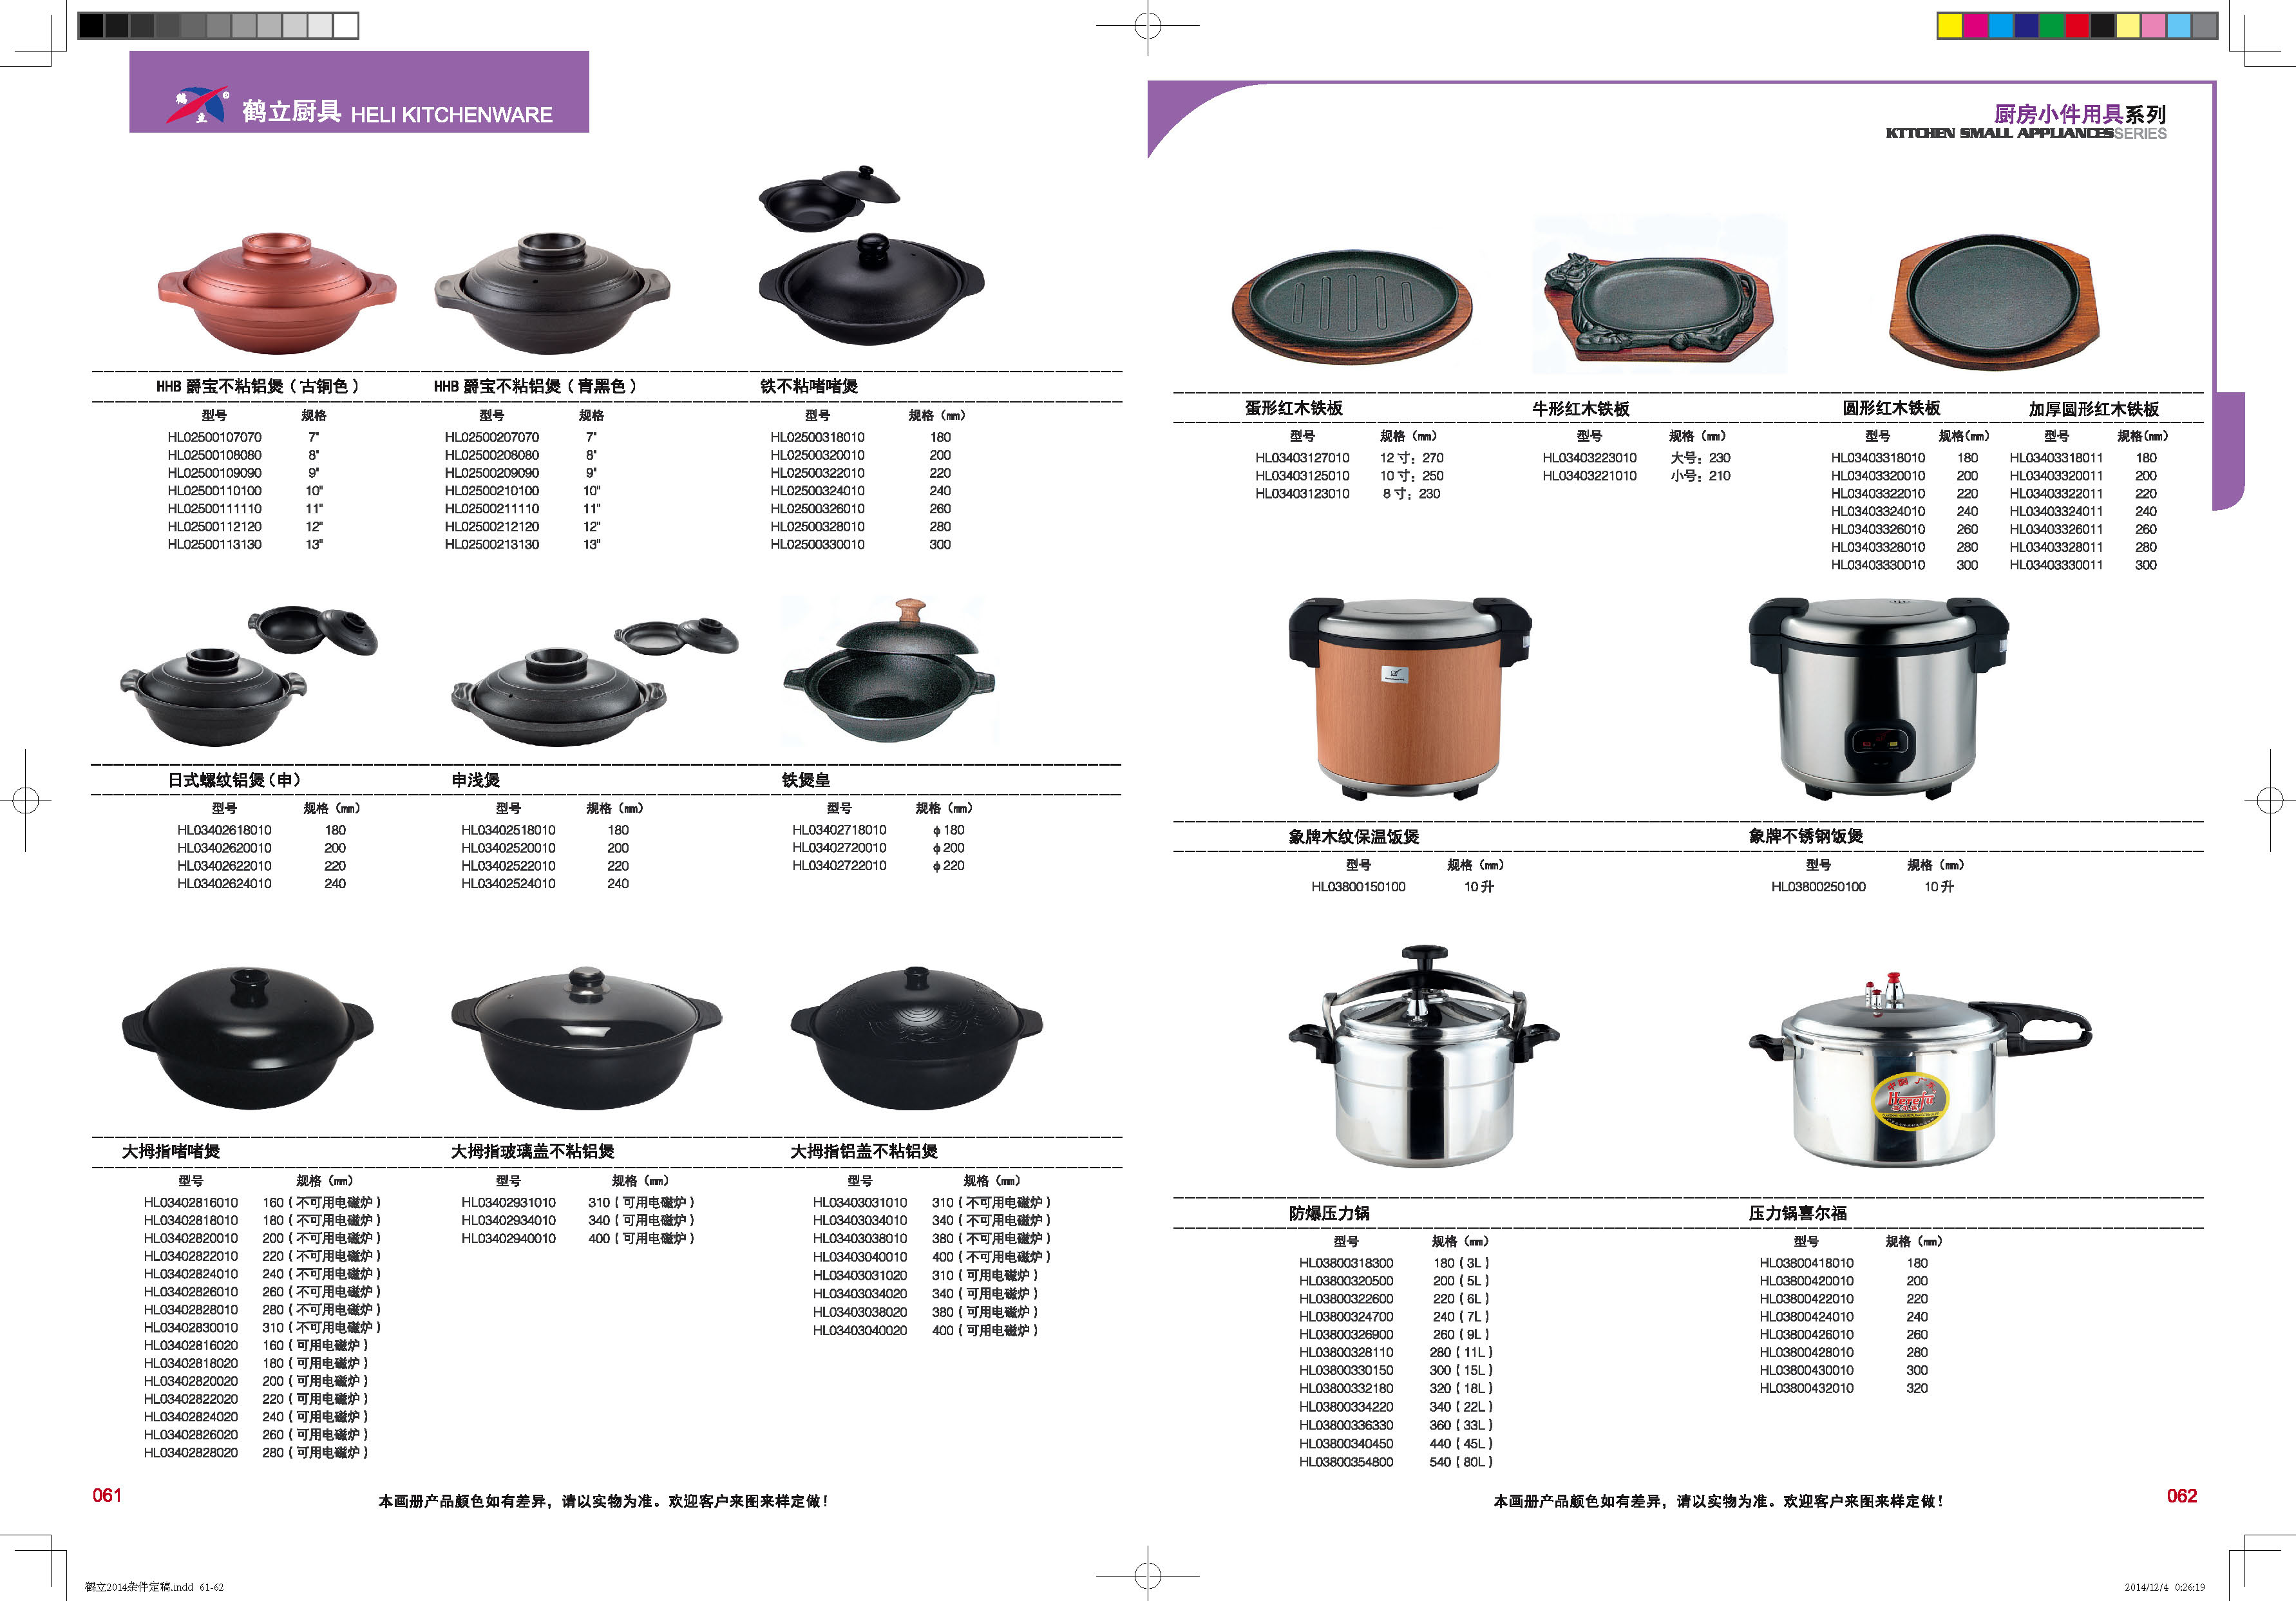 鹤立厨具 HELI KITCHENWARE
HHB 爵宝不粘铝煲（古铜色）
型号 规格
HL02500107070 7"
HL02500108080 8"
HL02500109090 9"
HL02500110100 10"
HL02500111110 11"
HL02500112120 12"
HL02500113130 13"
HHB 爵宝不粘铝煲（青黑色）
型号 规格
HL02500207070 7"
HL02500208080 8"
HL02500209090 9"
HL02500210100 10"
HL02500211110 11"
HL02500212120 12"
HL02500213130 13"
铁不粘啫啫煲
型号 规格（mm）
HL02500318010 180
HL02500320010 200
HL02500322010 220
HL02500324010 240
HL02500326010 260
HL02500328010 280
HL02500330010 300
日式螺纹铝煲（申）
型号 规格（mm）
HL03402618010 180
HL03402620010 200
HL03402622010 220
HL03402624010 240
申浅煲
型号 规格（mm）
HL03402518010 180
HL03402520010 200
HL03402522010 220
HL03402524010 240
铁煲皇
型号 规格（mm）
HL03402718010 φ180
HL03402720010 φ200
HL03402722010 φ220
大拇指啫啫煲
型号 规格（mm）
HL03402816010 160（不可用电磁炉）
HL03402818010 180（不可用电磁炉）
HL03402820010 200（不可用电磁炉）
HL03402822010 220（不可用电磁炉）
HL03402824010 240（不可用电磁炉）
HL03402826010 260（不可用电磁炉）
HL03402828010 280（不可用电磁炉）
HL03402830010 310（不可用电磁炉）
HL03402816020 160（可用电磁炉）
HL03402818020 180（可用电磁炉）
HL03402820020 200（可用电磁炉）
HL03402822020 220（可用电磁炉）
HL03402824020 240（可用电磁炉）
HL03402826020 260（可用电磁炉）
HL03402828020 280（可用电磁炉）
大拇指玻璃盖不粘铝煲
型号 规格（mm）
HL03402931010 310（可用电磁炉）
HL03402934010 340（可用电磁炉）
HL03402940010 400（可用电磁炉）
大拇指铝盖不粘铝煲
型号 规格（mm）
HL03403031010 310（不可用电磁炉）
HL03403034010 340（不可用电磁炉）
HL03403038010 380（不可用电磁炉）
HL03403040010 400（不可用电磁炉）
HL03403031020 310（可用电磁炉）
HL03403034020 340（可用电磁炉）
HL03403038020 380（可用电磁炉）
HL03403040020 400（可用电磁炉）
061
本画册产品颜色如有差异，请以实物为准。欢迎客户来图来样定做！
厨房小件用具系列
KTTCHEN SMALL APPLIANCESSERIES
蛋形红木铁板
型号 规格（mm）
HL03403127010 12寸：270
HL03403125010 10寸：250
HL03403123010 8寸：230
牛形红木铁板
型号 规格（mm）
HL03403223010 大号：230
HL03403221010 小号：210
圆形红木铁板
型号 规格(mm)
HL03403318010 180
HL03403320010 200
HL03403322010 220
HL03403324010 240
HL03403326010 260
HL03403328010 280
HL03403330010 300
加厚圆形红木铁板
型号 规格(mm)
HL03403318011 180
HL03403320011 200
HL03403322011 220
HL03403324011 240
HL03403326011 260
HL03403328011 280
HL03403330011 300
象牌木纹保温饭煲
型号 规格（mm）
HL03800150100 10升
象牌不锈钢饭煲
型号 规格（mm）
HL03800250100 10升
防爆压力锅
型号 规格（mm）
HL03800318300 180（3L）
HL03800320500 200（5L）
HL03800322600 220（6L）
HL03800324700 240（7L）
HL03800326900 260（9L）
HL03800328110 280（11L）
HL03800330150 300（15L）
HL03800332180 320（18L）
HL03800334220 340（22L）
HL03800336330 360（33L）
HL03800340450 440（45L）
HL03800354800 540（80L）
压力锅喜尔福
型号 规格（mm）
HL03800418010 180
HL03800420010 200
HL03800422010 220
HL03800424010 240
HL03800426010 260
HL03800428010 280
HL03800430010 300
HL03800432010 320
本画册产品颜色如有差异，请以实物为准。欢迎客户来图来样定做！
062
鹤立2014杂件定稿.indd 61-62
2014/12/4 0:26:19